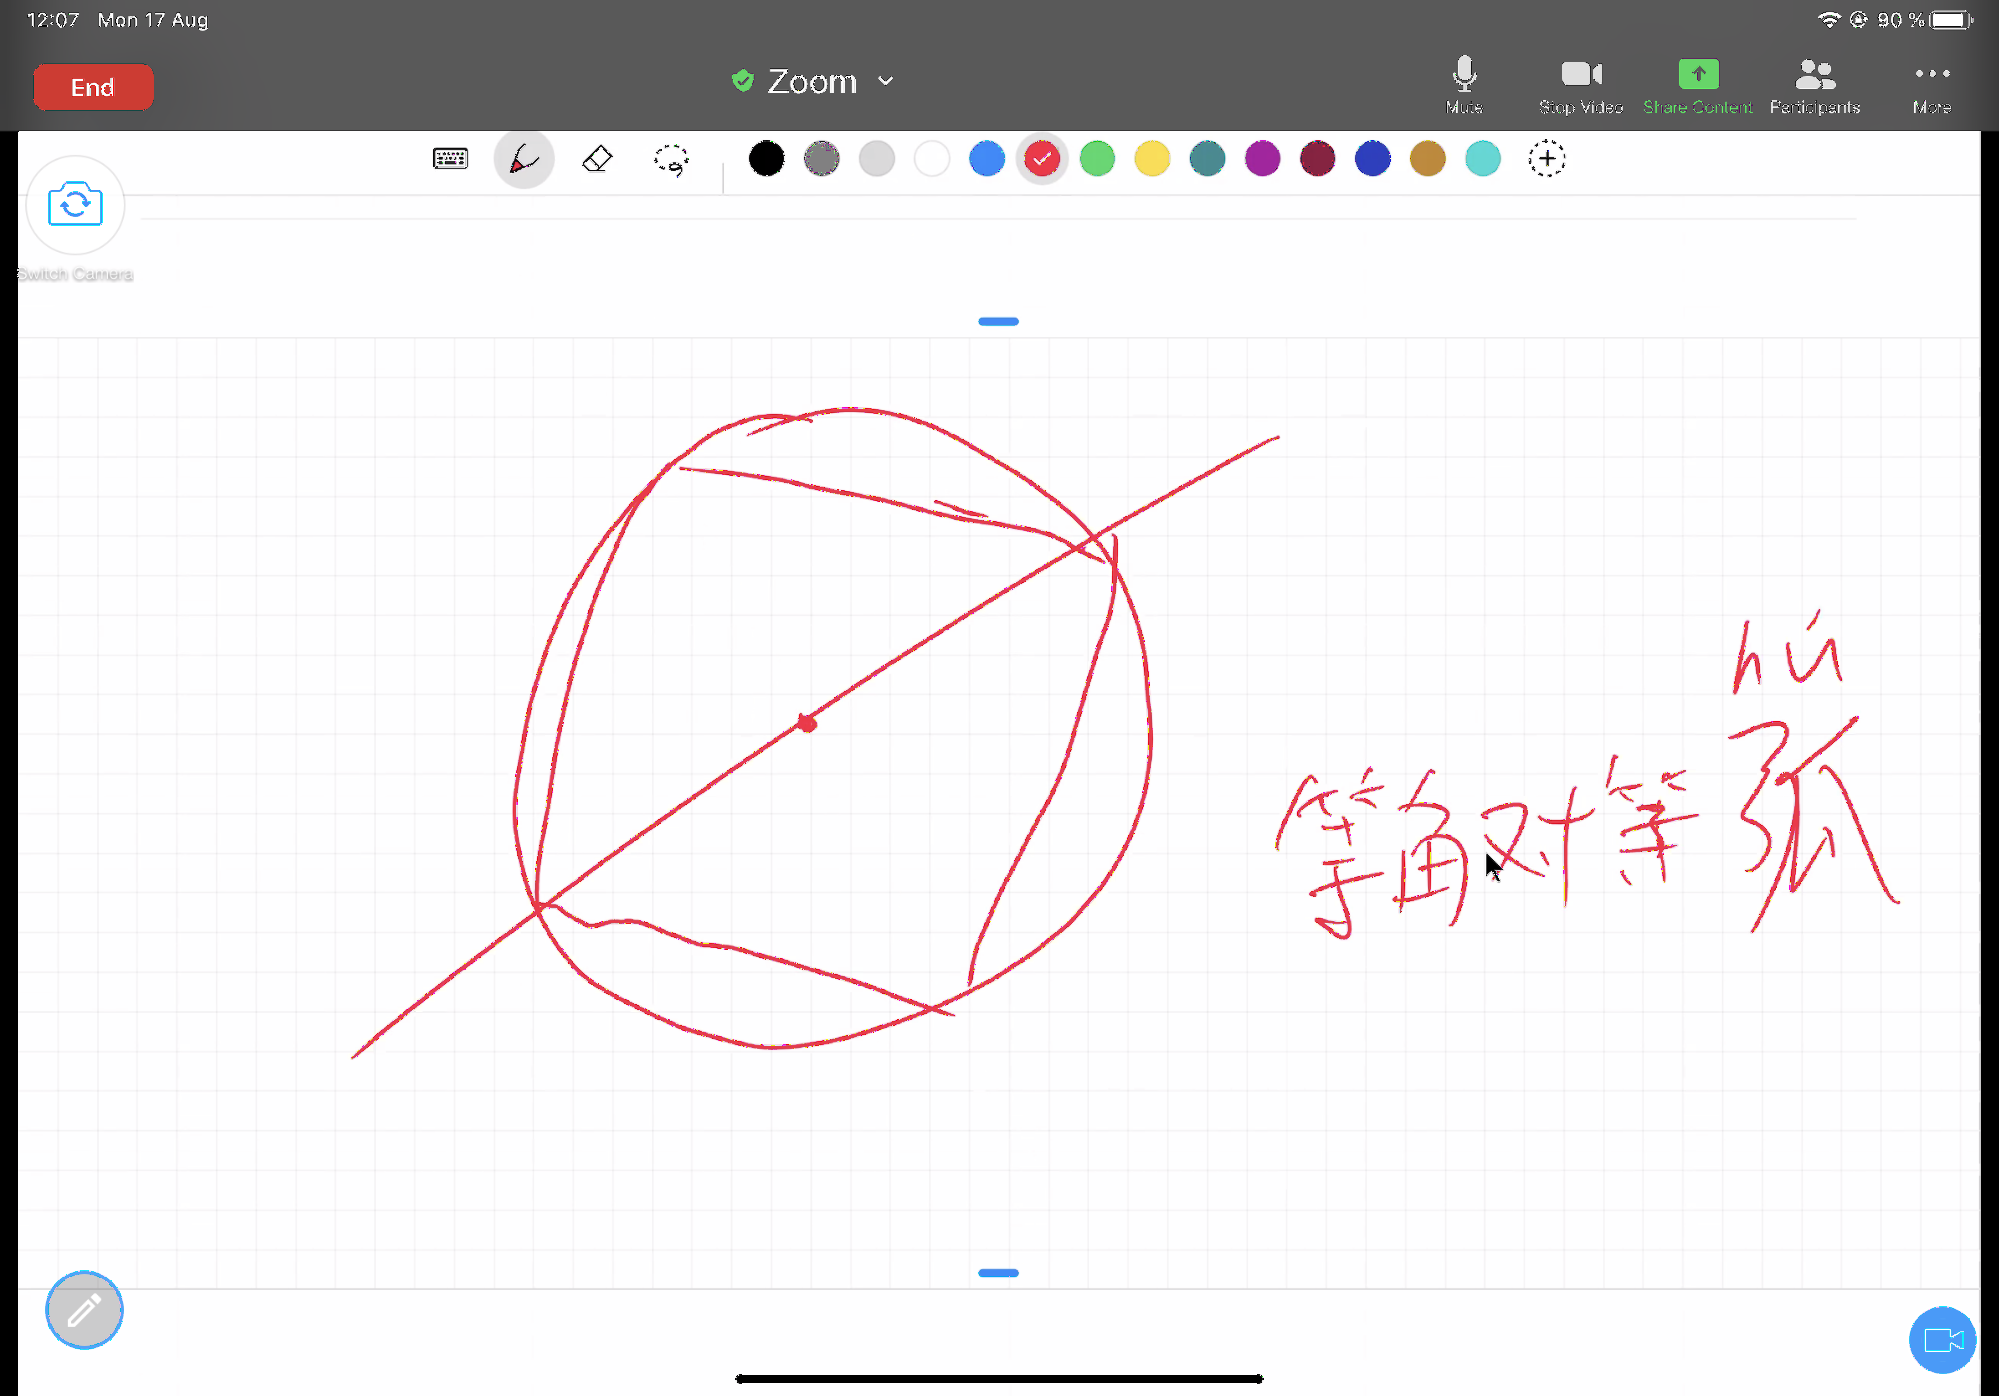 12:07 Mon 17 Aug
90 %
End
Zoom
Mute
Stop Video
Share Content
Participants
More
Switch Camera
hú
等角对等弧